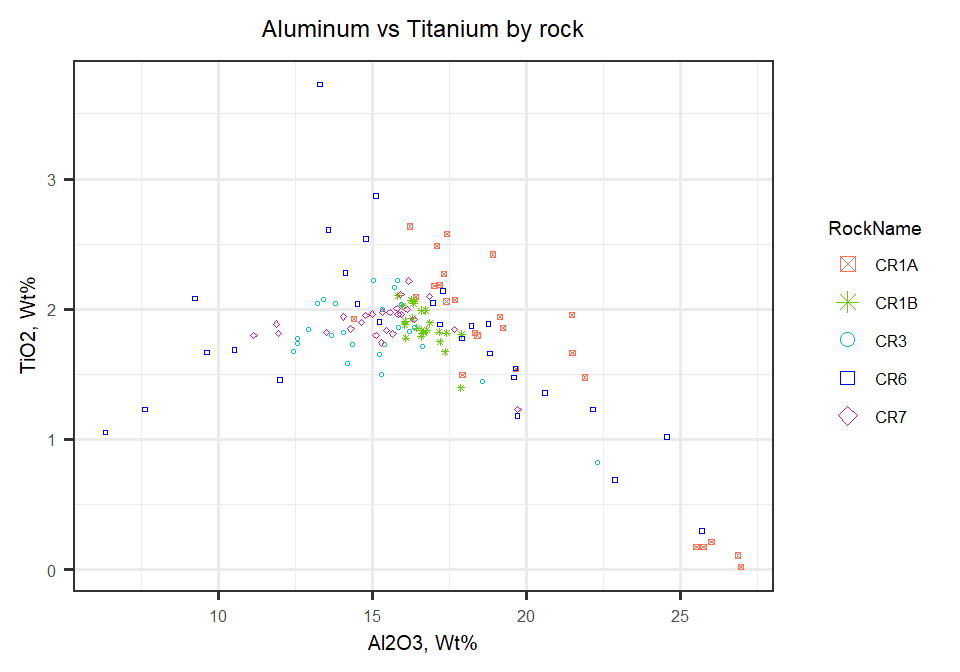 Aluminum vs Titanium by rock
TiO2, Wt%
3
2
1
0
10 15 20 25
Al2O3, Wt%
RockName
CR1A
CR1B
CR3
CR6
CR7